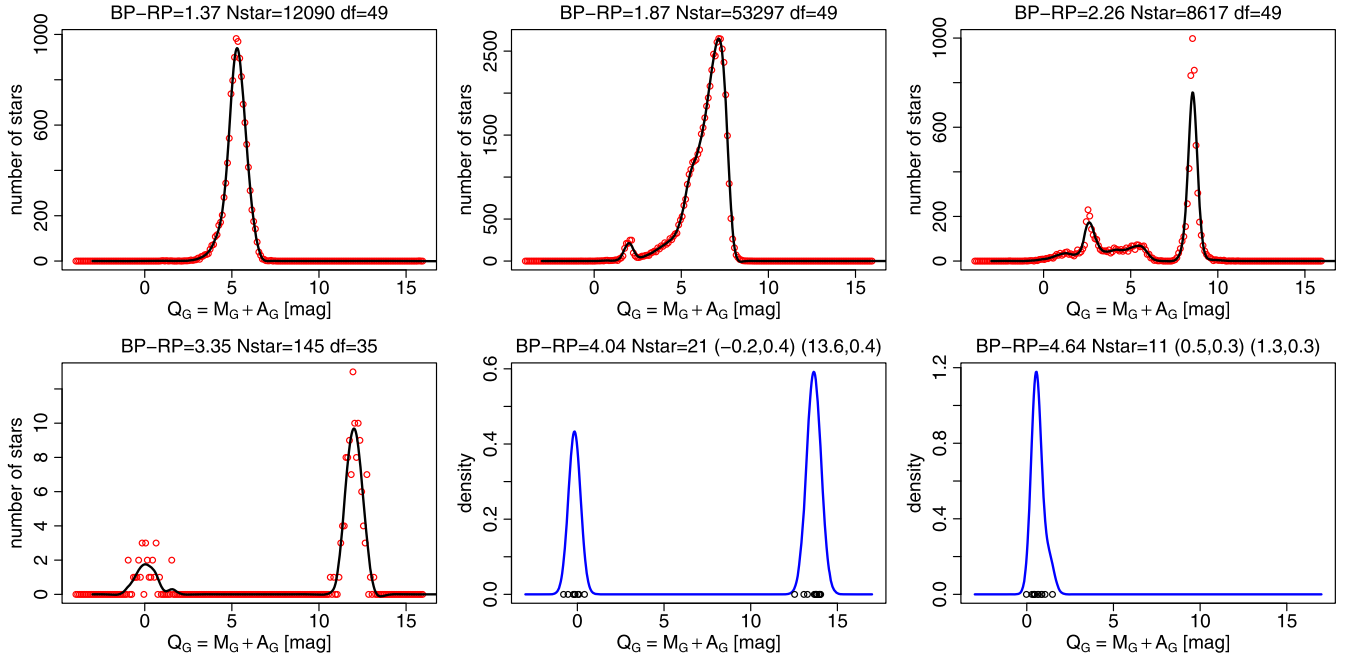 BP−RP=1.37 Nstar=12090 df=49
number of stars
0 200 600 1000
0 5 10 15
Q_G = M_G + A_G [mag]
BP−RP=1.87 Nstar=53297 df=49
number of stars
0 500 1500 2500
0 5 10 15
Q_G = M_G + A_G [mag]
BP−RP=2.26 Nstar=8617 df=49
number of stars
0 200 600 1000
0 5 10 15
Q_G = M_G + A_G [mag]
BP−RP=3.35 Nstar=145 df=35
number of stars
0 2 4 6 8 10
0 5 10 15
Q_G = M_G + A_G [mag]
BP−RP=4.04 Nstar=21 (−0.2,0.4) (13.6,0.4)
density
0.0 0.2 0.4 0.6
0 5 10 15
Q_G = M_G + A_G [mag]
BP−RP=4.64 Nstar=11 (0.5,0.3) (1.3,0.3)
density
0.0 0.4 0.8 1.2
0 5 10 15
Q_G = M_G + A_G [mag]